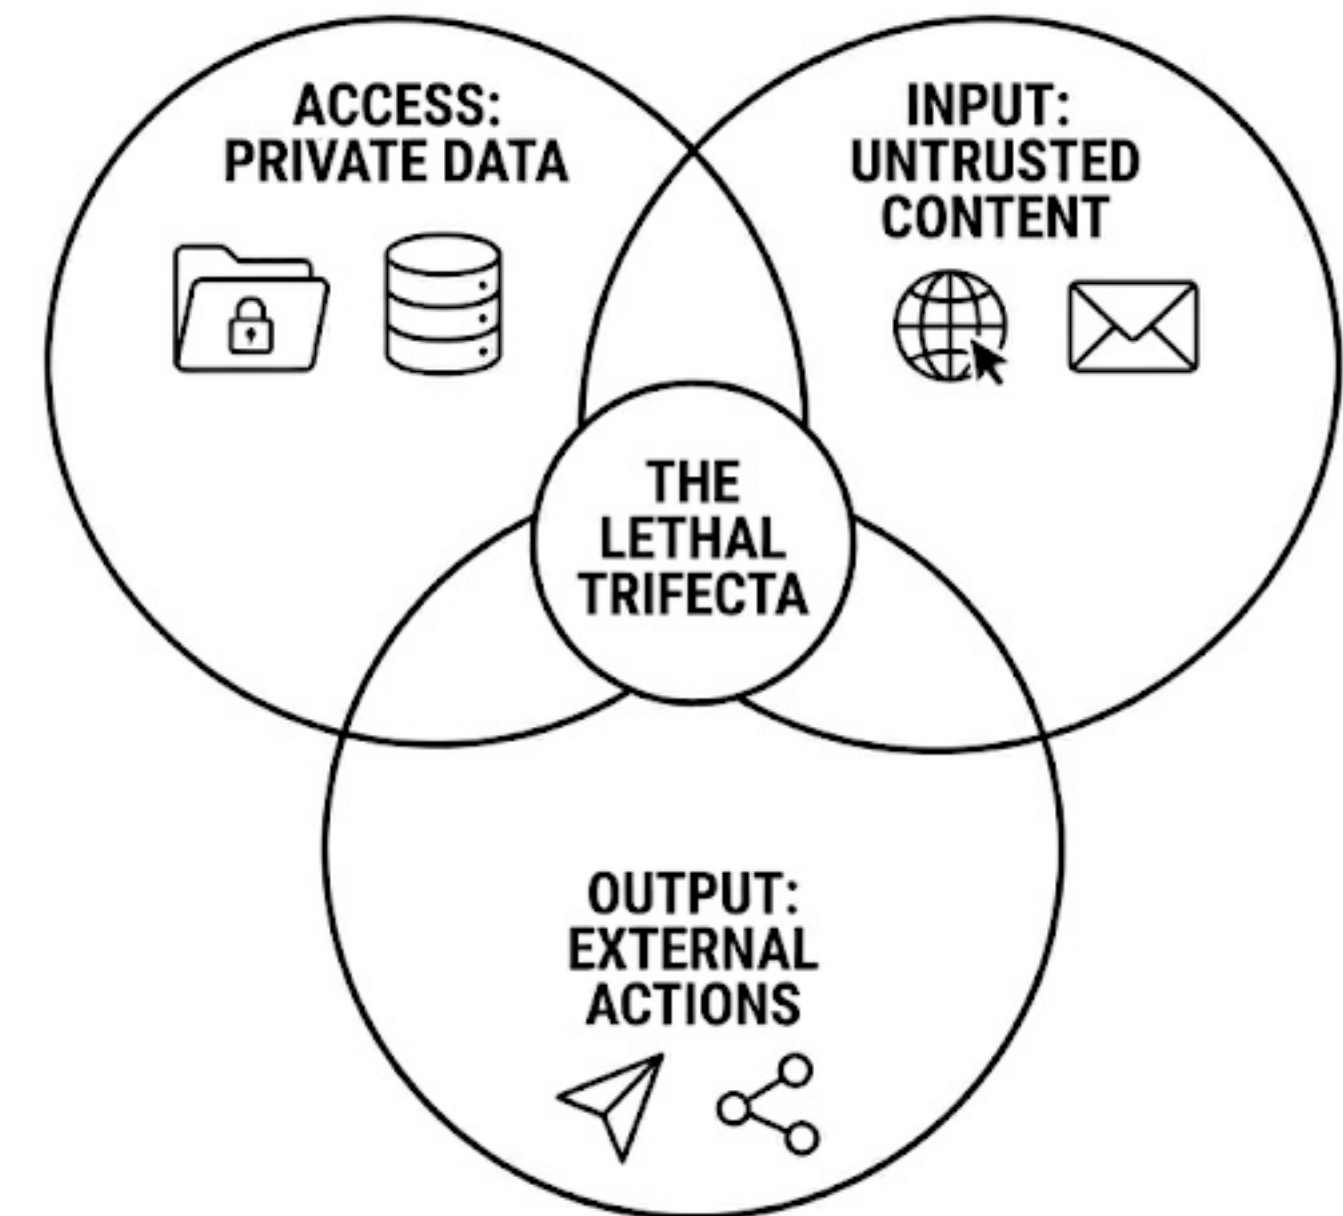 ACCESS:
PRIVATE DATA
INPUT:
UNTRUSTED
CONTENT
THE
LETHAL
TRIFECTA
OUTPUT:
EXTERNAL
ACTIONS